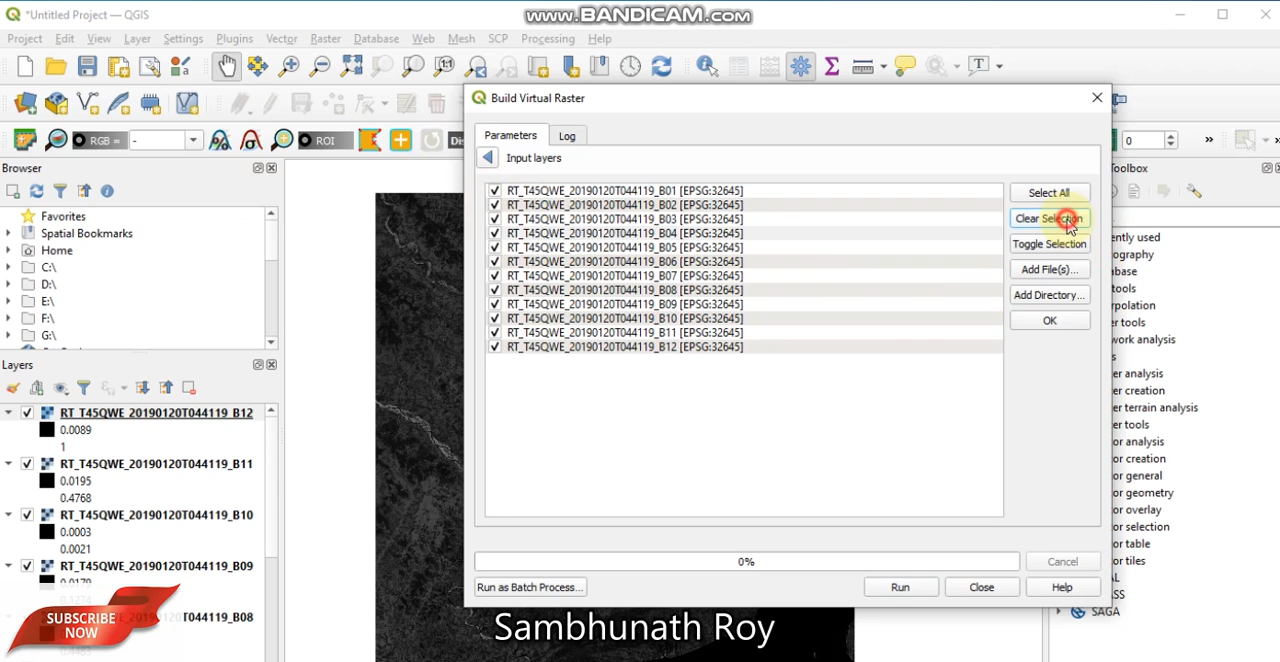 *Untitled Project — QGIS
www.BANDICAM.com
Project Edit View Layer Settings Plugins Vector Raster Database Web Mesh SCP Processing Help
Build Virtual Raster
RGB = -
ROI
0
Parameters Log
Browser
Input layers
Favorites
Spatial Bookmarks
Home
C:\
D:\
E:\
F:\
G:\
RT_T45QWE_20190120T044119_B01 [EPSG:32645]
RT_T45QWE_20190120T044119_B02 [EPSG:32645]
RT_T45QWE_20190120T044119_B03 [EPSG:32645]
RT_T45QWE_20190120T044119_B04 [EPSG:32645]
RT_T45QWE_20190120T044119_B05 [EPSG:32645]
RT_T45QWE_20190120T044119_B06 [EPSG:32645]
RT_T45QWE_20190120T044119_B07 [EPSG:32645]
RT_T45QWE_20190120T044119_B08 [EPSG:32645]
RT_T45QWE_20190120T044119_B09 [EPSG:32645]
RT_T45QWE_20190120T044119_B10 [EPSG:32645]
RT_T45QWE_20190120T044119_B11 [EPSG:32645]
RT_T45QWE_20190120T044119_B12 [EPSG:32645]
Select All
Clear Selection
Toggle Selection
Add File(s)...
Add Directory...
OK
oolbox
ently used
ography
abase
erpolation
er tools
work analysis
s
er analysis
er creation
er terrain analysis
er tools
or analysis
or creation
or general
or geometry
or overlay
or selection
or table
or tiles
AL
ASS
SAGA
Layers
RT_T45QWE_20190120T044119_B12
0.0089
1
RT_T45QWE_20190120T044119_B11
0.0195
0.4768
RT_T45QWE_20190120T044119_B10
0.0003
0.0021
RT_T45QWE_20190120T044119_B09
T44119_B08
0%
Cancel
Run as Batch Process...
Run
Close
Help
SUBSCRIBE
NOW
Sambhunath Roy